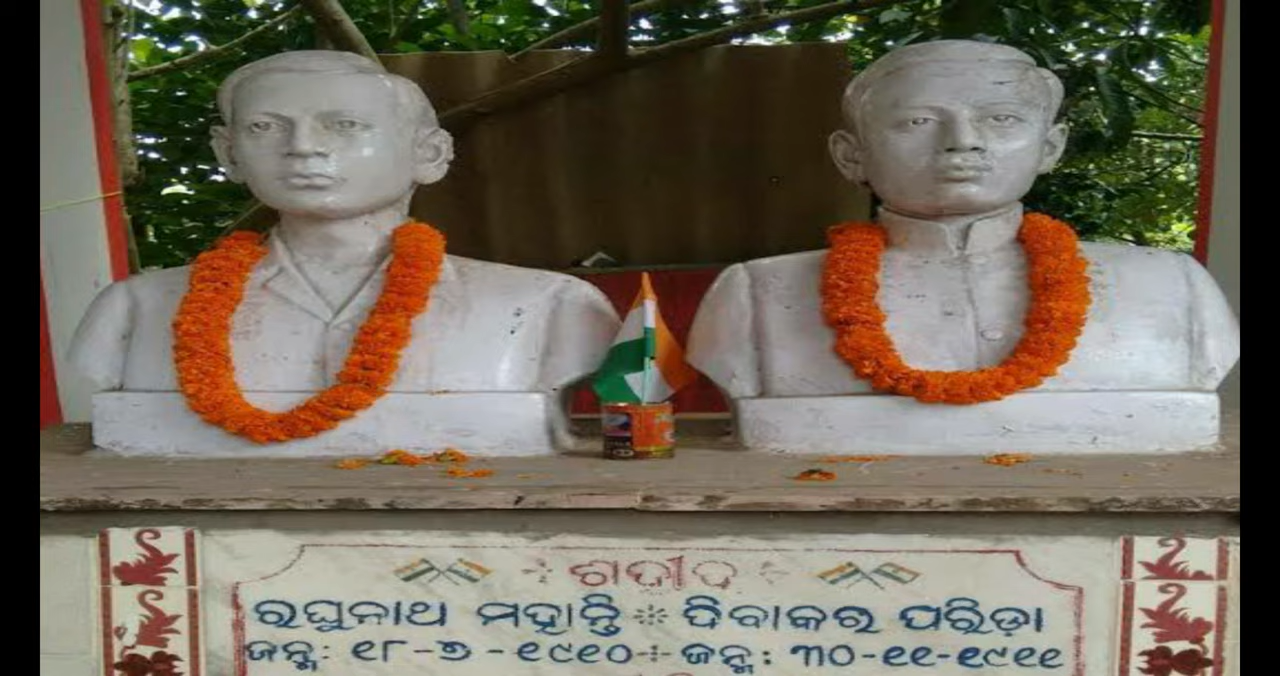 ଶହୀଦ
ରଘୁନାଥ ମହାନ୍ତି ଦିବାକର ପରିଡ଼ା
ଜନ୍ମ: ୧୮-୬-୧୯୧୦ ଜନ୍ମ: ୩୦-୧୧-୧୯୧୧